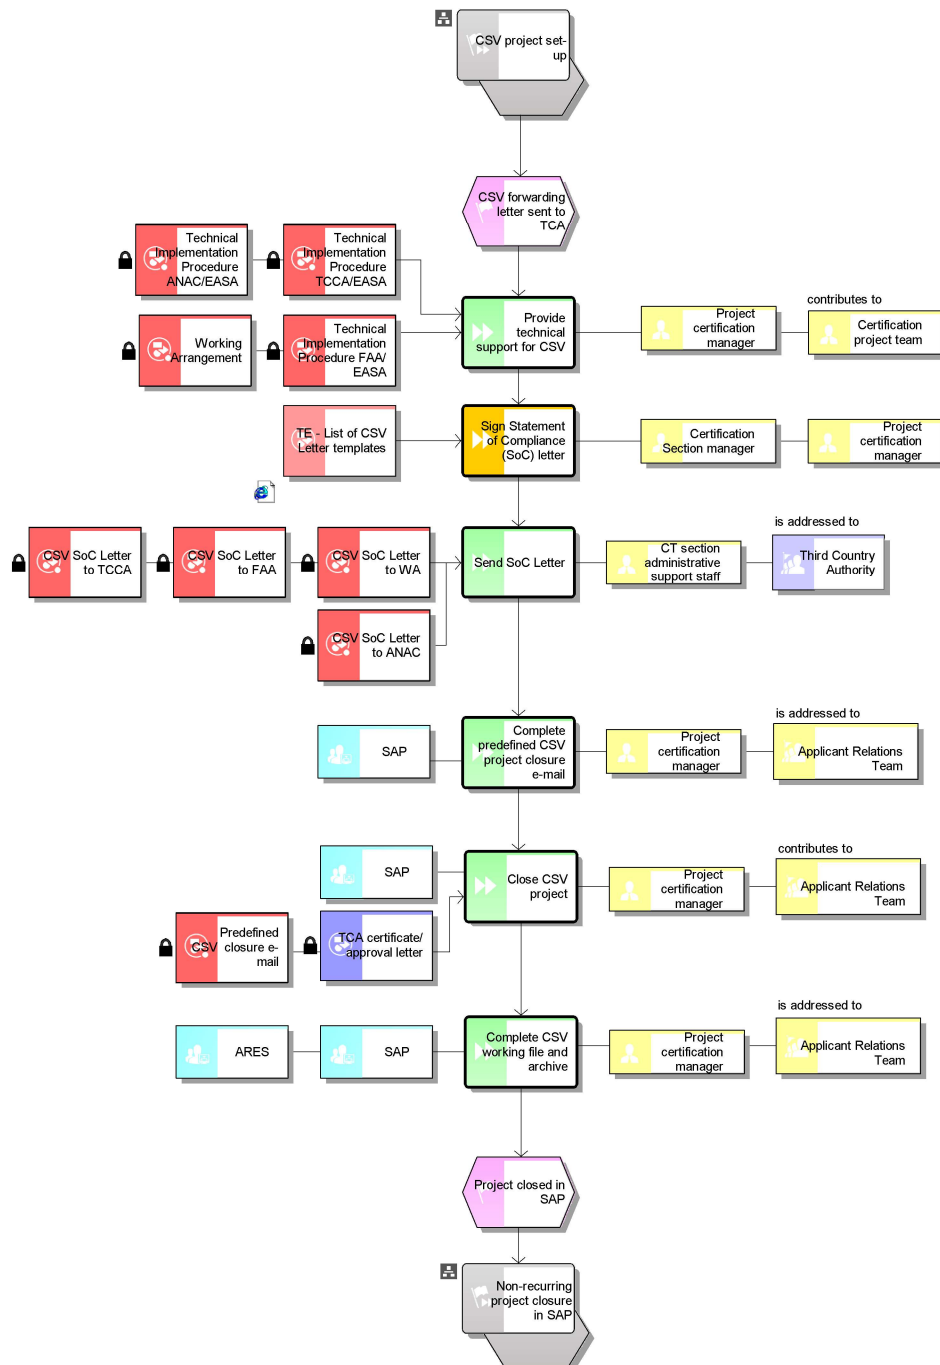 CSV project set-
up
CSV forwarding
letter sent to
TCA
Technical
Implementation
Procedure
ANAC/EASA
Technical
Implementation
Procedure
TCCA/EASA
Working
Arrangement
Technical
Implementation
Procedure FAA/
EASA
Provide
technical
support for CSV
Project
certification
manager
contributes to
Certification
project team
TE - List of CSV
Letter templates
Sign Statement
of Compliance
(SoC) letter
Certification
Section manager
Project
certification
manager
CSV SoC Letter
to TCCA
CSV SoC Letter
to FAA
CSV SoC Letter
to WA
CSV SoC Letter
to ANAC
Send SoC Letter
CT section
administrative
support staff
is addressed to
Third Country
Authority
SAP
Complete
predefined CSV
project closure
e-mail
Project
certification
manager
is addressed to
Applicant Relations
Team
SAP
Close CSV
project
Project
certification
manager
contributes to
Applicant Relations
Team
Predefined
CSV closure e-
mail
TCA certificate/
approval letter
ARES
SAP
Complete CSV
working file and
archive
Project
certification
manager
is addressed to
Applicant Relations
Team
Project closed in
SAP
Non-recurring
project closure
in SAP